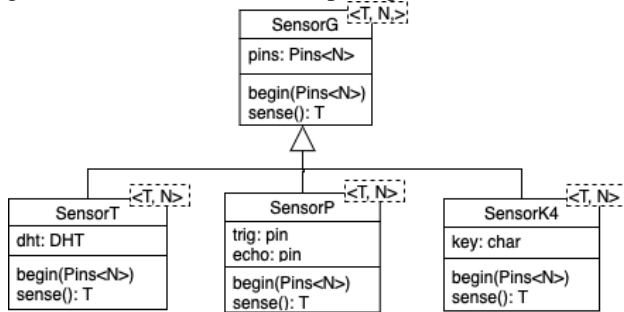 <T, N,>
SensorG
pins: Pins<N>
begin(Pins<N>)
sense(): T
<T, N>
SensorT
dht: DHT
begin(Pins<N>)
sense(): T
<T, N>
SensorP
trig: pin
echo: pin
begin(Pins<N>)
sense(): T
<T, N>
SensorK4
key: char
begin(Pins<N>)
sense(): T